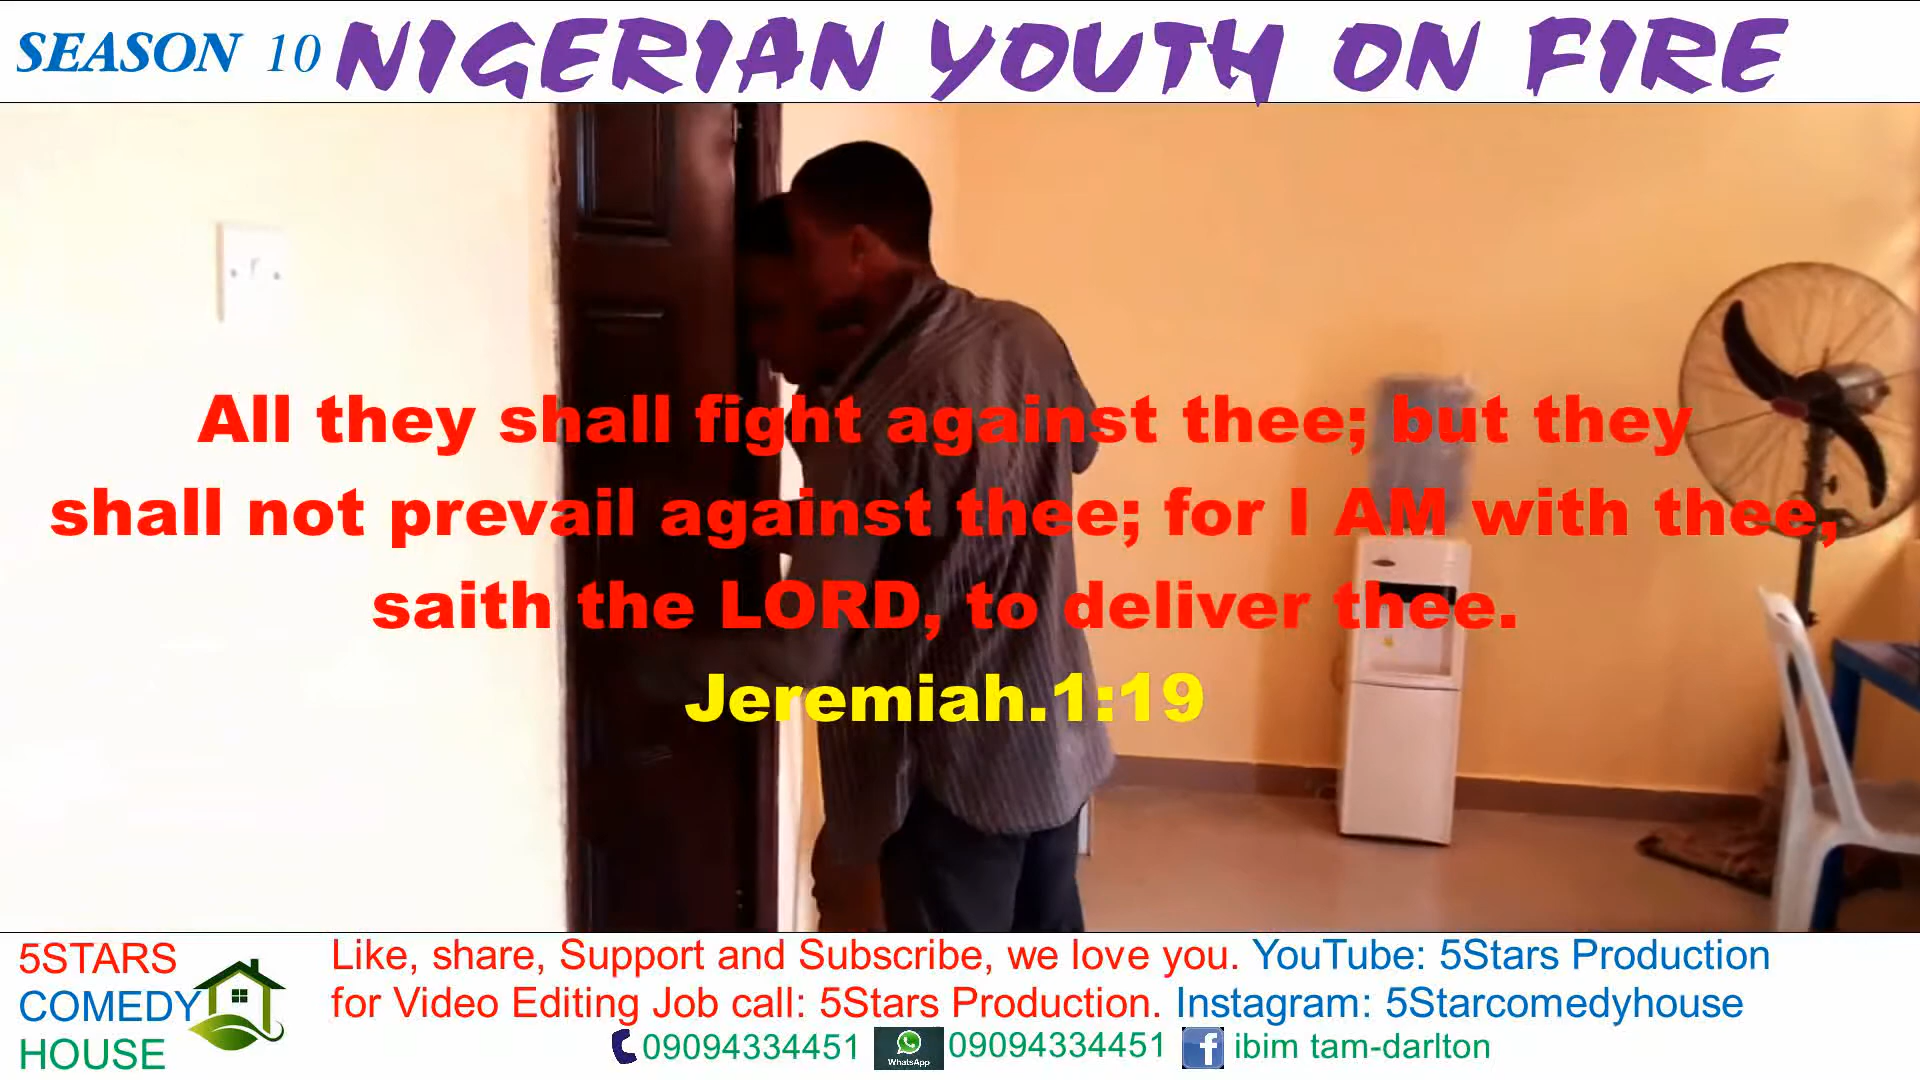 SEASON 10 NIGERIAN YOUTH ON FIRE
All they shall fight against thee; but they
shall not prevail against thee; for I AM with thee,
saith the LORD, to deliver thee.
Jeremiah.1:19
5STARS
COMEDY
HOUSE
Like, share, Support and Subscribe, we love you. YouTube: 5Stars Production
for Video Editing Job call: 5Stars Production. Instagram: 5Starcomedyhouse
09094334451 WhatsApp 09094334451 f ibim tam-darlton